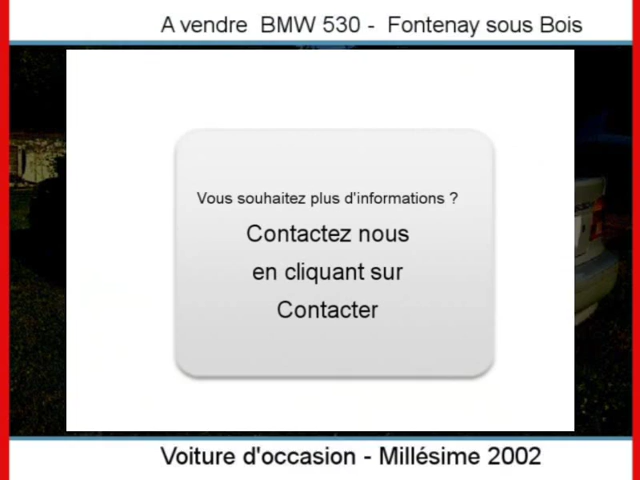 A vendre BMW 530 - Fontenay sous Bois
Vous souhaitez plus d'informations ?
Contactez nous
en cliquant sur
Contacter
Voiture d'occasion - Millésime 2002